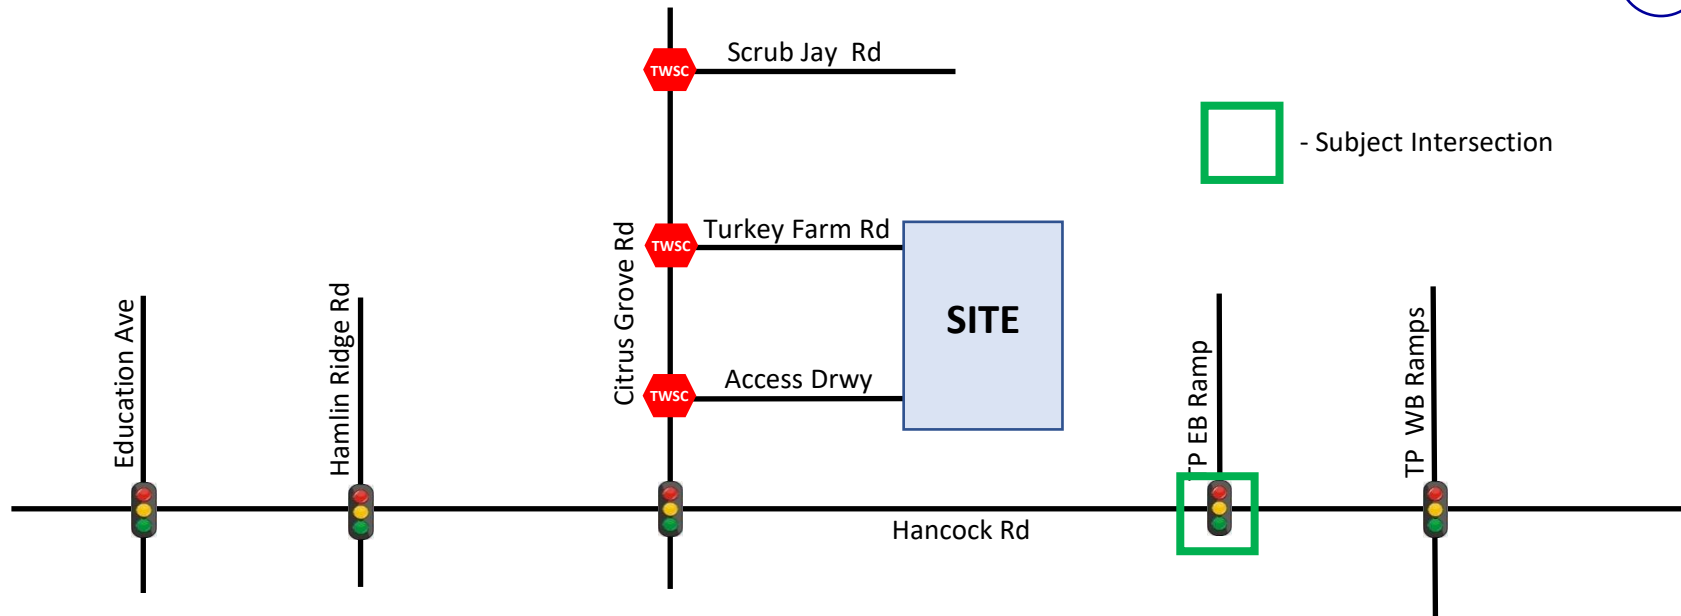 Scrub Jay  Rd
TWSC
- Subject Intersection
Turkey Farm Rd
TWSC
Citrus Grove Rd
SITE
Access Drwy
TWSC
Education Ave
Hamlin Ridge Rd
TP EB Ramp
TP  WB Ramps
Hancock Rd